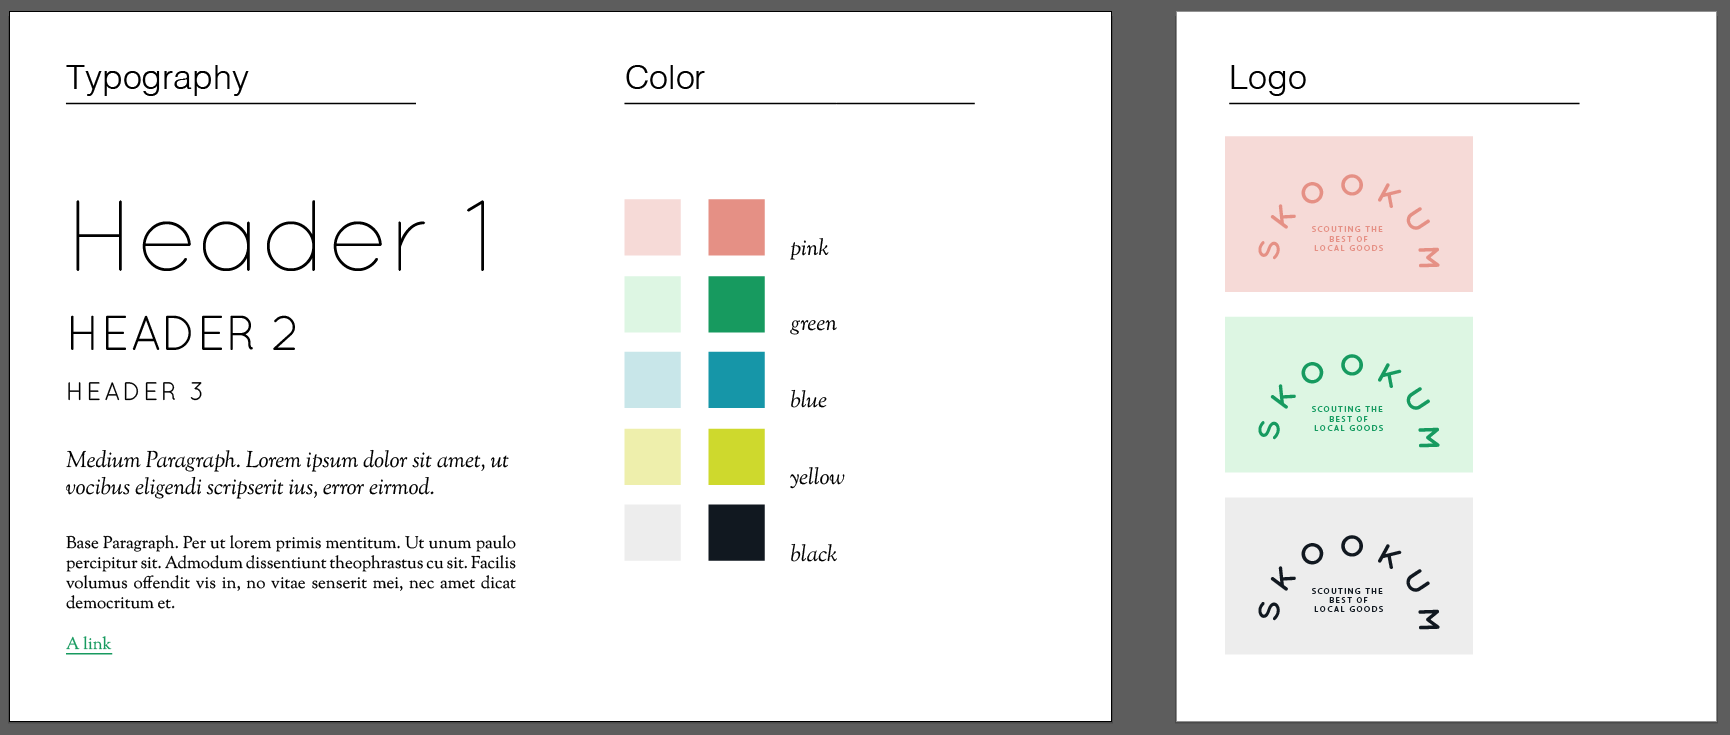 Typography
Header 1
HEADER 2
HEADER 3
Medium Paragraph. Lorem ipsum dolor sit amet, ut
vocibus eligendi scripserit ius, error eirmod.
Base Paragraph. Per ut lorem primis mentitum. Ut unum paulo
percipitur sit. Admodum dissentiunt theophrastus cu sit. Facilis
volumus offendit vis in, no vitae senserit mei, nec amet dicat
democritum et.
A link
Color
pink
green
blue
yellow
black
Logo
SKOOKUM
SCOUTING THE
BEST OF
LOCAL GOODS
SKOOKUM
SCOUTING THE
BEST OF
LOCAL GOODS
SKOOKUM
SCOUTING THE
BEST OF
LOCAL GOODS